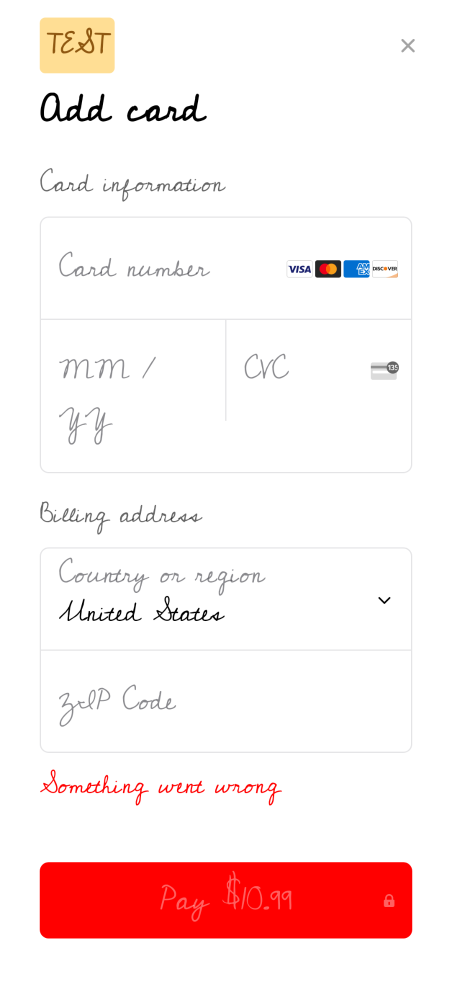 TEST
Add card
Card information
Card number VISA AMEX DISCOVER
MM / CVC 135
YY
Billing address
Country or region
United States
ZIP Code
Something went wrong
Pay $10.99